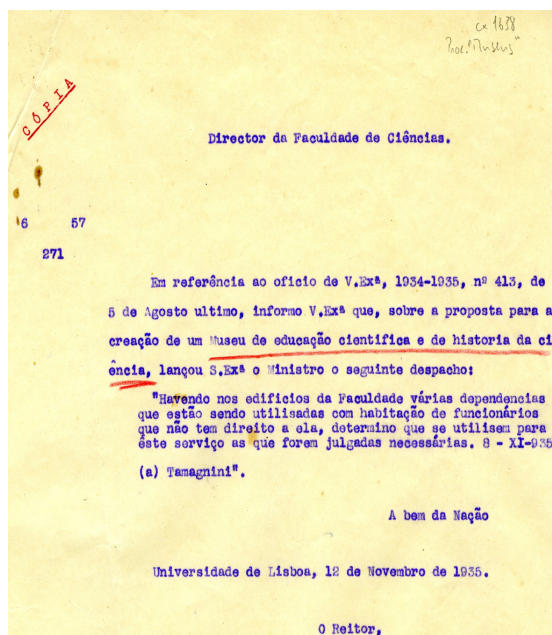 cx 1638
Proc. "Museus"
CÓPIA
Director da Faculdade de Ciências.
6 57
271
Em referência ao oficio de V.Exª, 1934-1935, nº 413, de
5 de Agosto ultimo, informo V.Exª que, sobre a proposta para a
creação de um Museu de educação cientifica e de historia da ci
ência, lançou S.Exª o Ministro o seguinte despacho:
"Havendo nos edificios da Faculdade várias dependencias
que estão sendo utilisadas com habitação de funcionários
que não tem direito a ela, determino que se utilisem para
êste serviço as que forem julgadas necessárias. 8 - XI-935
(a) Tamagnini".
A bem da Nação
Universidade de Lisboa, 12 de Novembro de 1935.
O Reitor,